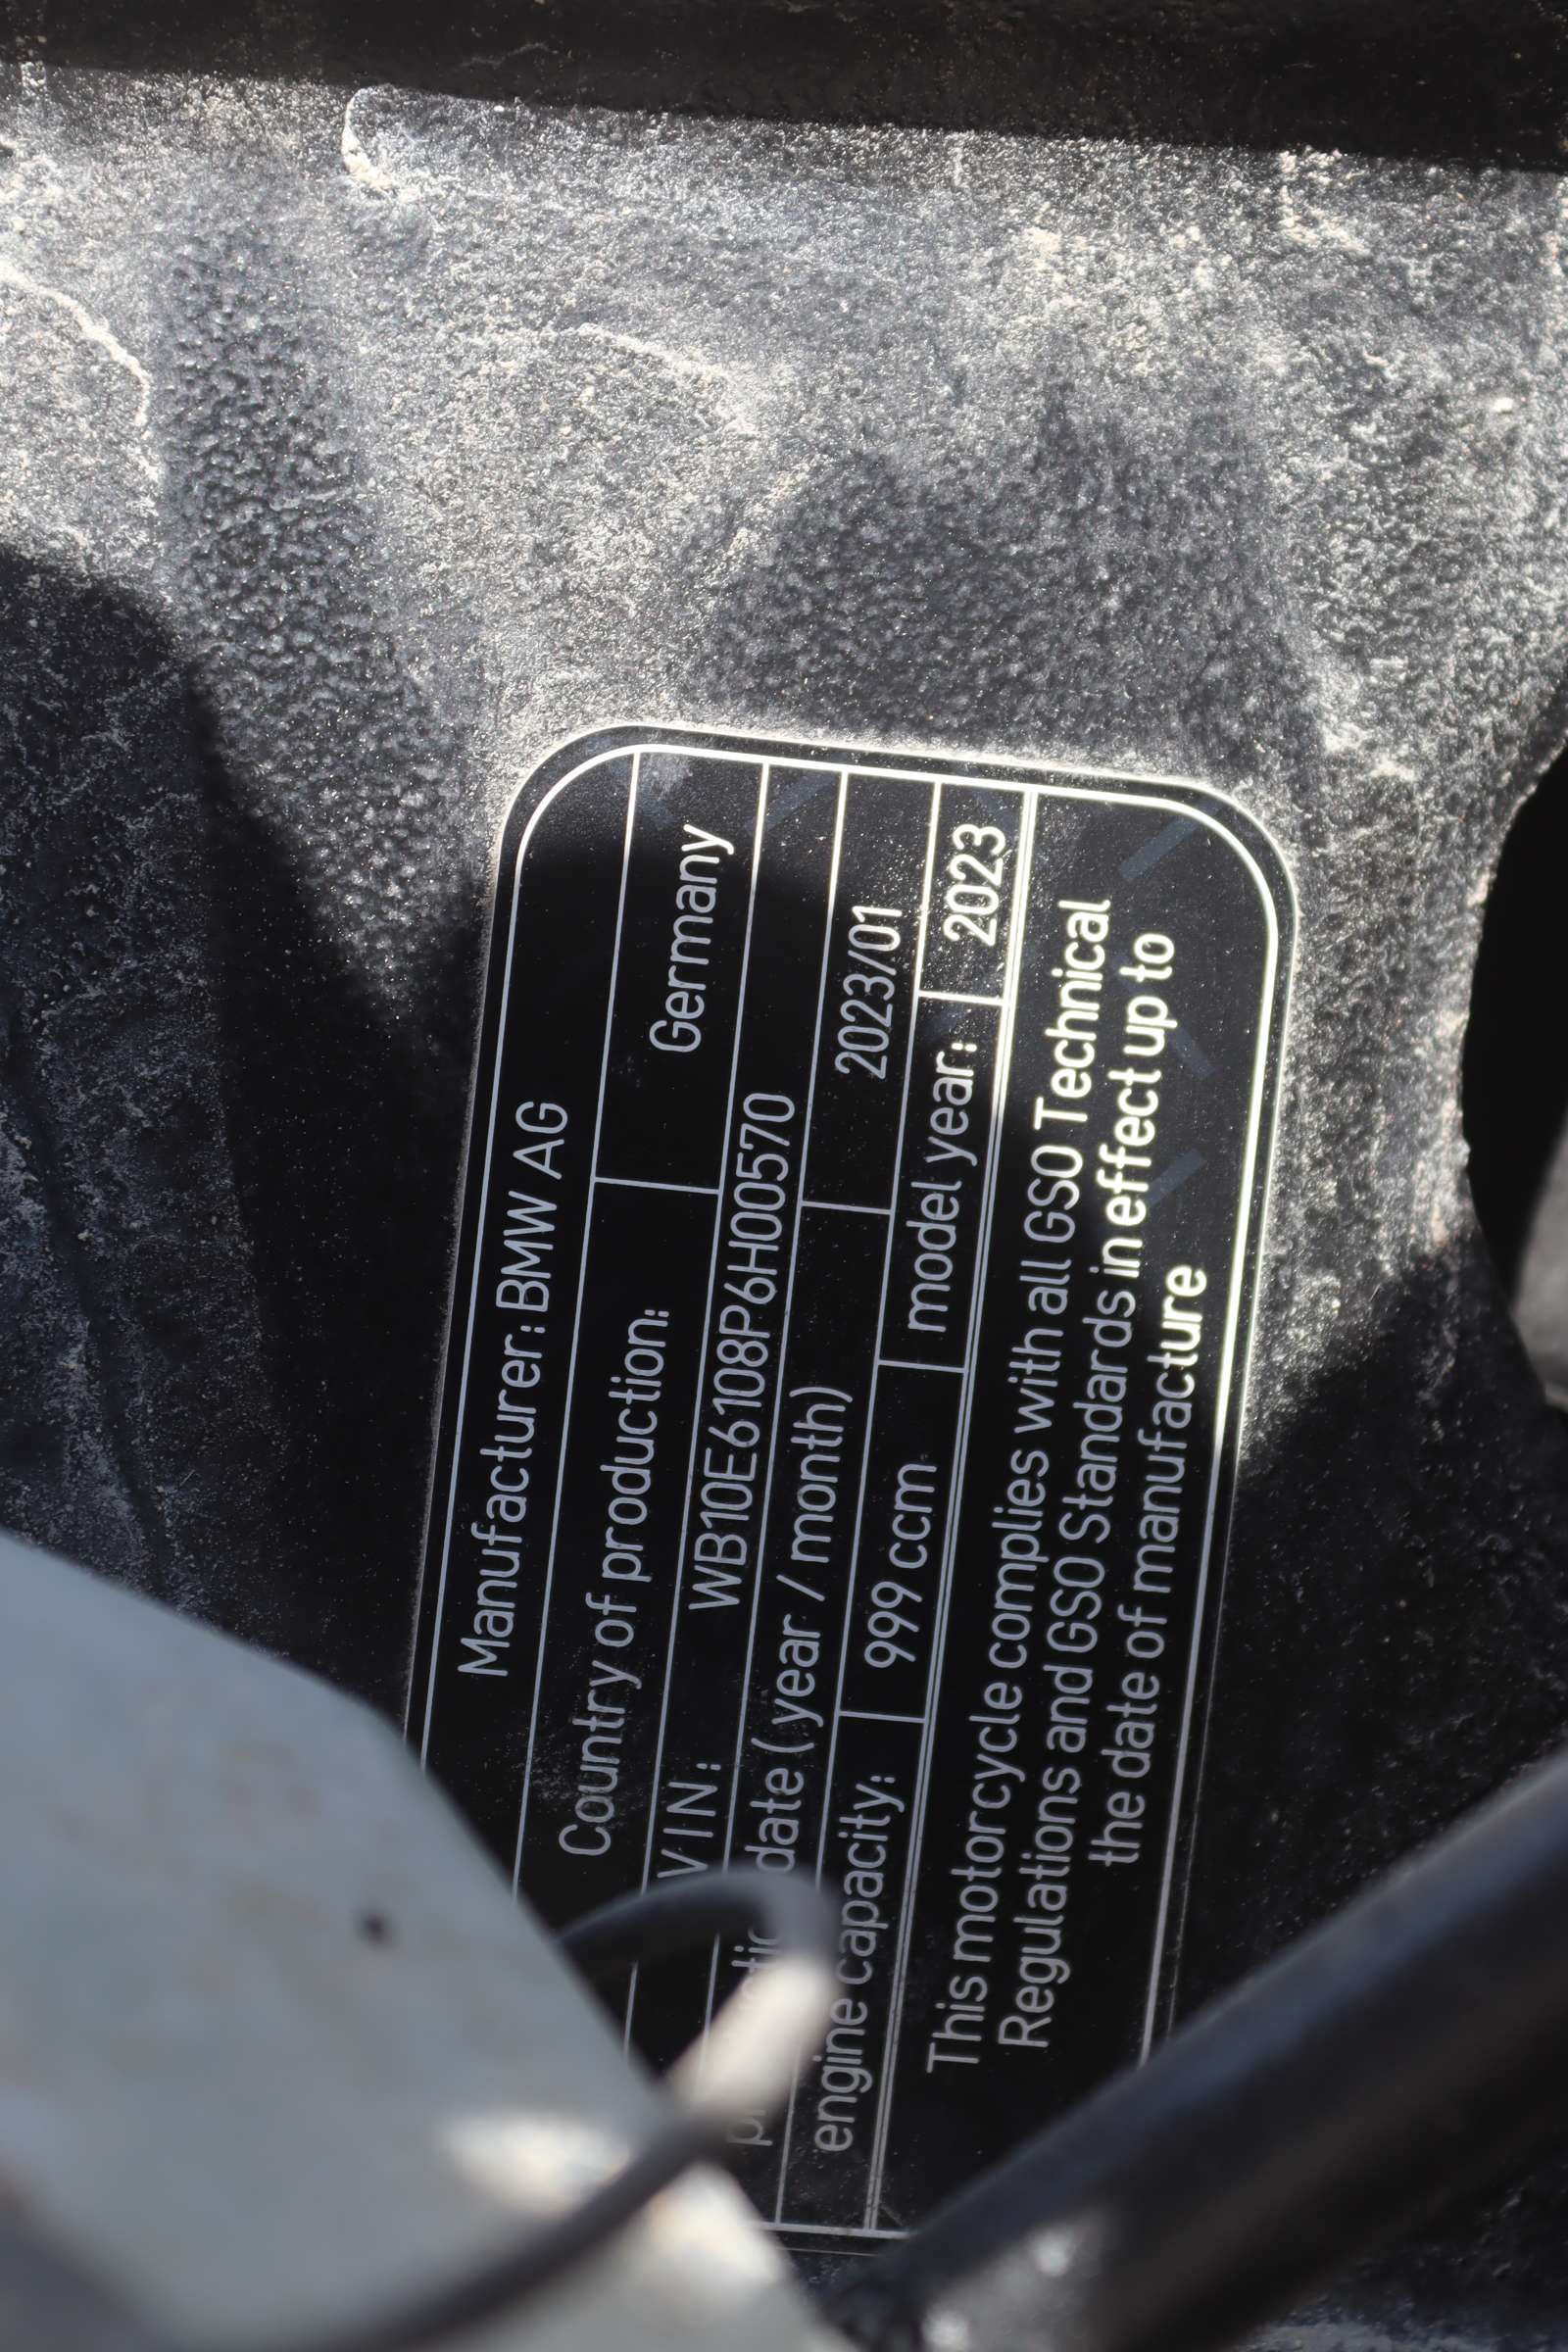 Manufacturer: BMW AG
Country of production: Germany
VIN: WB10E6108P6H00570
date ( year / month) 2023/01
engine capacity: 999 ccm model year: 2023
This motorcycle complies with all GSO Technical
Regulations and GSO Standards in effect up to
the date of manufacture